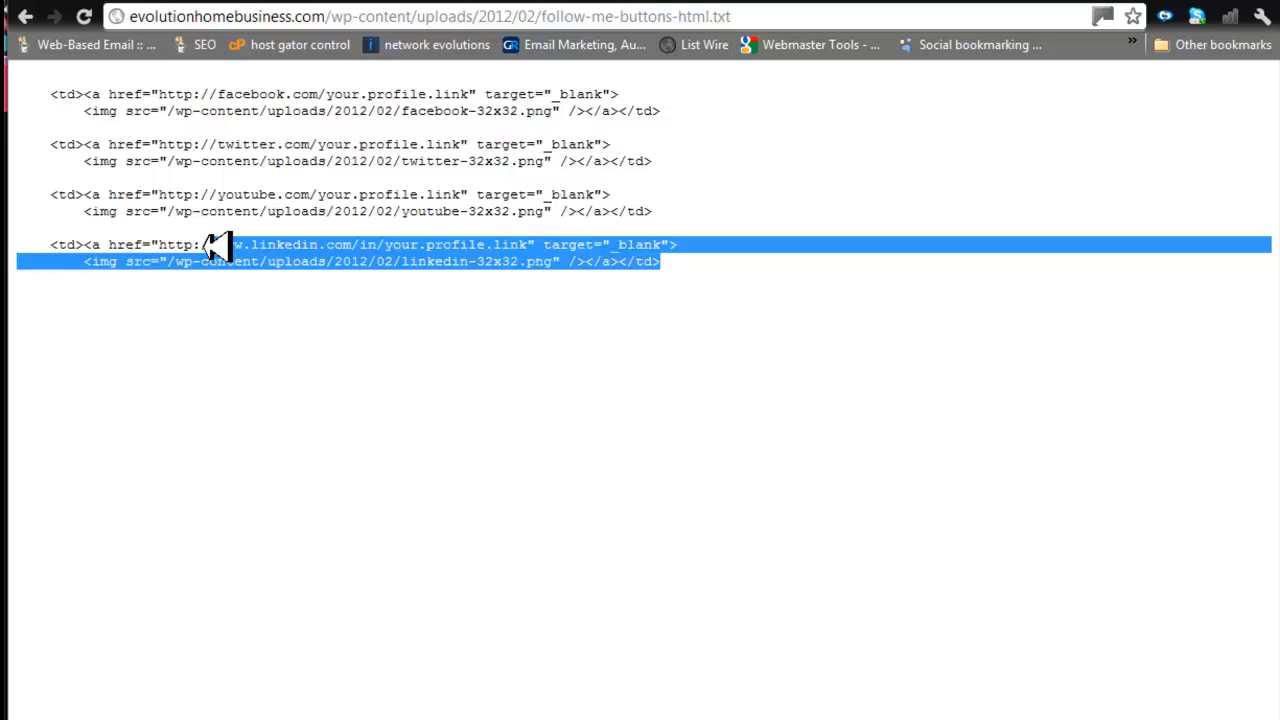 evolutionhomebusiness.com/wp-content/uploads/2012/02/follow-me-buttons-html.txt
Web-Based Email :: ... SEO host gator control network evolutions Email Marketing, Au... List Wire Webmaster Tools - ... Social bookmarking ... » Other bookmarks
<td><a href="http://facebook.com/your.profile.link" target="_blank">
<img src="/wp-content/uploads/2012/02/facebook-32x32.png" /></a></td>
<td><a href="http://twitter.com/your.profile.link" target="_blank">
<img src="/wp-content/uploads/2012/02/twitter-32x32.png" /></a></td>
<td><a href="http://youtube.com/your.profile.link" target="_blank">
<img src="/wp-content/uploads/2012/02/youtube-32x32.png" /></a></td>
<td><a href="http: w.linkedin.com/in/your.profile.link" target="_blank">
<img src="/wp-content/uploads/2012/02/linkedin-32x32.png" /></a></td>